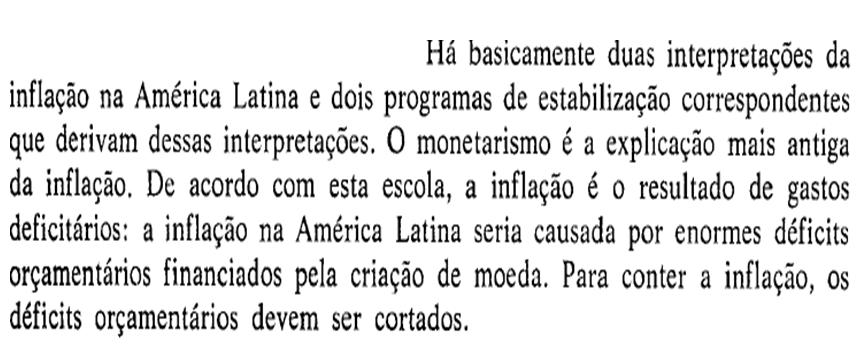 Há basicamente duas interpretações da
inflação na América Latina e dois programas de estabilização correspondentes
que derivam dessas interpretações. O monetarismo é a explicação mais antiga
da inflação. De acordo com esta escola, a inflação é o resultado de gastos
deficitários: a inflação na América Latina seria causada por enormes déficits
orçamentários financiados pela criação de moeda. Para conter a inflação, os
déficits orçamentários devem ser cortados.